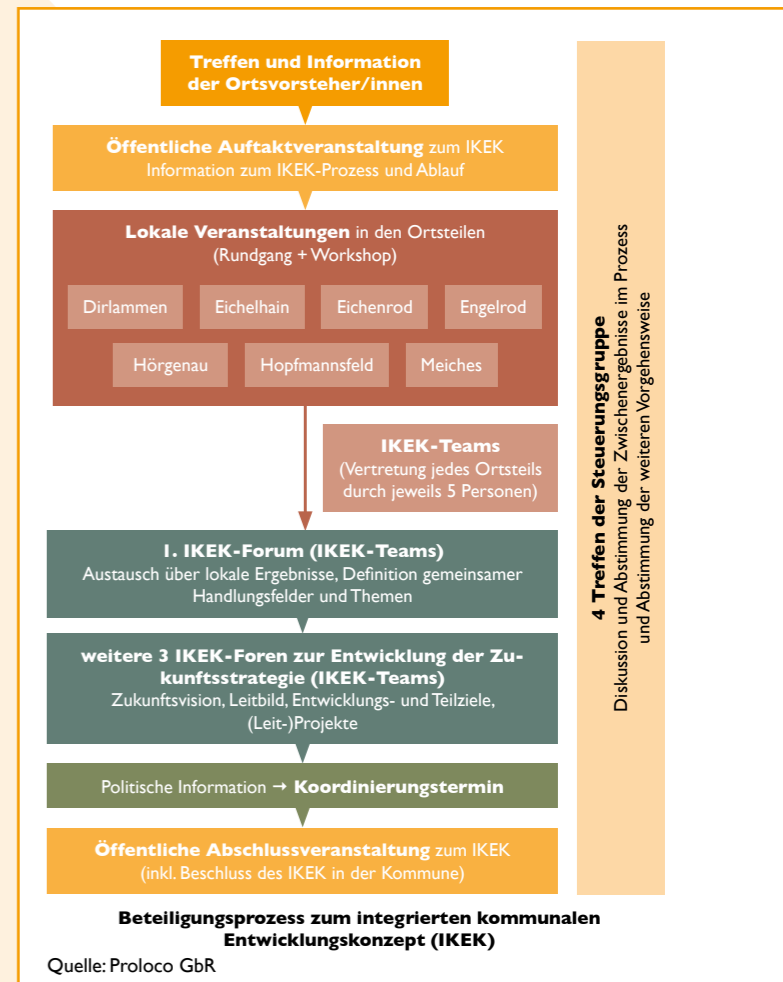 Treffen und Information
der Ortsvorsteher/innen
Öffentliche Auftaktveranstaltung zum IKEK
Information zum IKEK-Prozess und Ablauf
Lokale Veranstaltungen in den Ortsteilen
(Rundgang + Workshop)
Dirlammen
Eichelhain
Eichenrod
Engelrod
Hörgenau
Hopfmannsfeld
Meiches
IKEK-Teams
(Vertretung jedes Ortsteils
durch jeweils 5 Personen)
1. IKEK-Forum (IKEK-Teams)
Austausch über lokale Ergebnisse, Definition gemeinsamer
Handlungsfelder und Themen
weitere 3 IKEK-Foren zur Entwicklung der Zu-
kunftsstrategie (IKEK-Teams)
Zukunftsvision, Leitbild, Entwicklungs- und Teilziele,
(Leit-)Projekte
Politische Information → Koordinierungstermin
Öffentliche Abschlussveranstaltung zum IKEK
(inkl. Beschluss des IKEK in der Kommune)
4 Treffen der Steuerungsgruppe
Diskussion und Abstimmung der Zwischenergebnisse im Prozess
und Abstimmung der weiteren Vorgehensweise
Beteiligungsprozess zum integrierten kommunalen
Entwicklungskonzept (IKEK)
Quelle: Proloco GbR